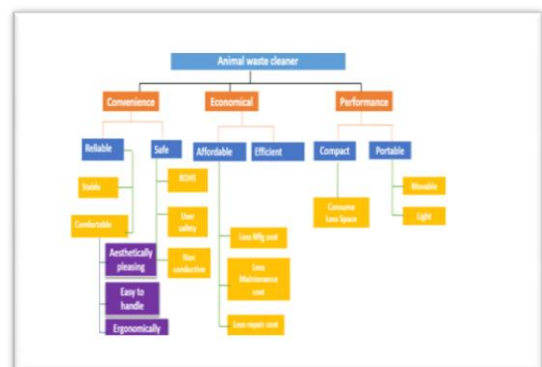 Animal waste cleaner
Convenience
Economical
Performance
Reliable
Safe
Affordable
Efficient
Compact
Portable
Stable
Comfortable
Aesthetically
pleasing
Easy to
handle
Ergonomically
ROHS
User
safety
Non
conductive
Less Mfg cost
Less
Maintenance
cost
Less repair cost
Consume
Less Space
Movable
Light